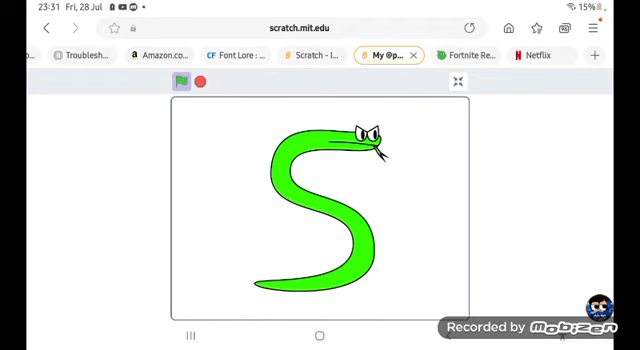 23:31 Fri, 28 Jul
15%
scratch.mit.edu
o...
Troublesh...
Amazon.co...
CF Font Lore : ...
Scratch - I...
My @p...
Fortnite Re...
Netflix
Recorded by Mobizen